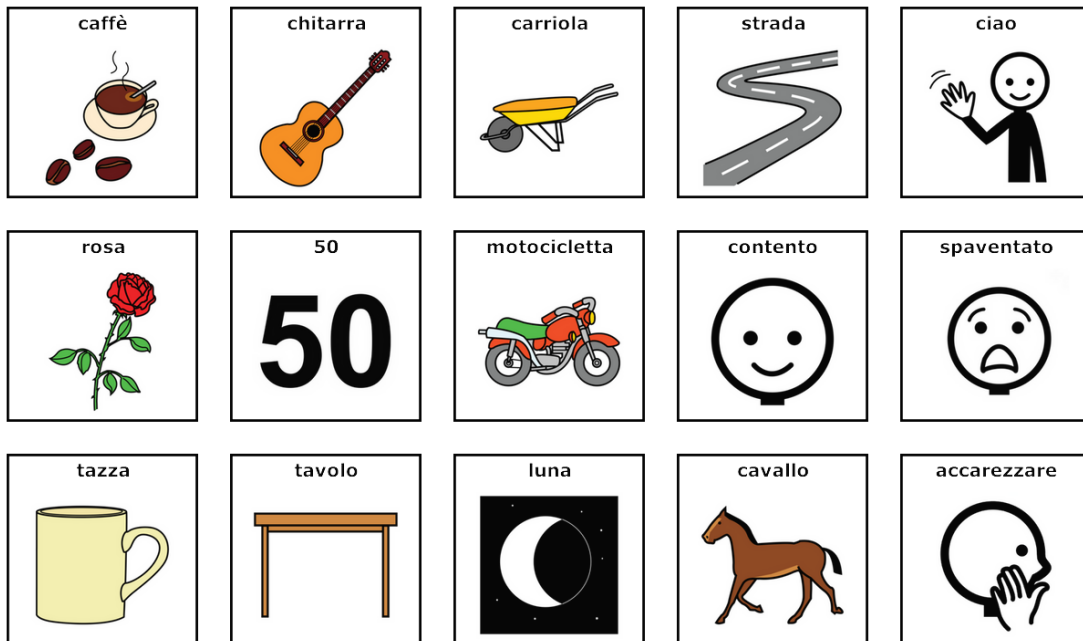 caffè
chitarra
carriola
strada
ciao
rosa
50
50
motocicletta
contento
spaventato
tazza
tavolo
luna
cavallo
accarezzare